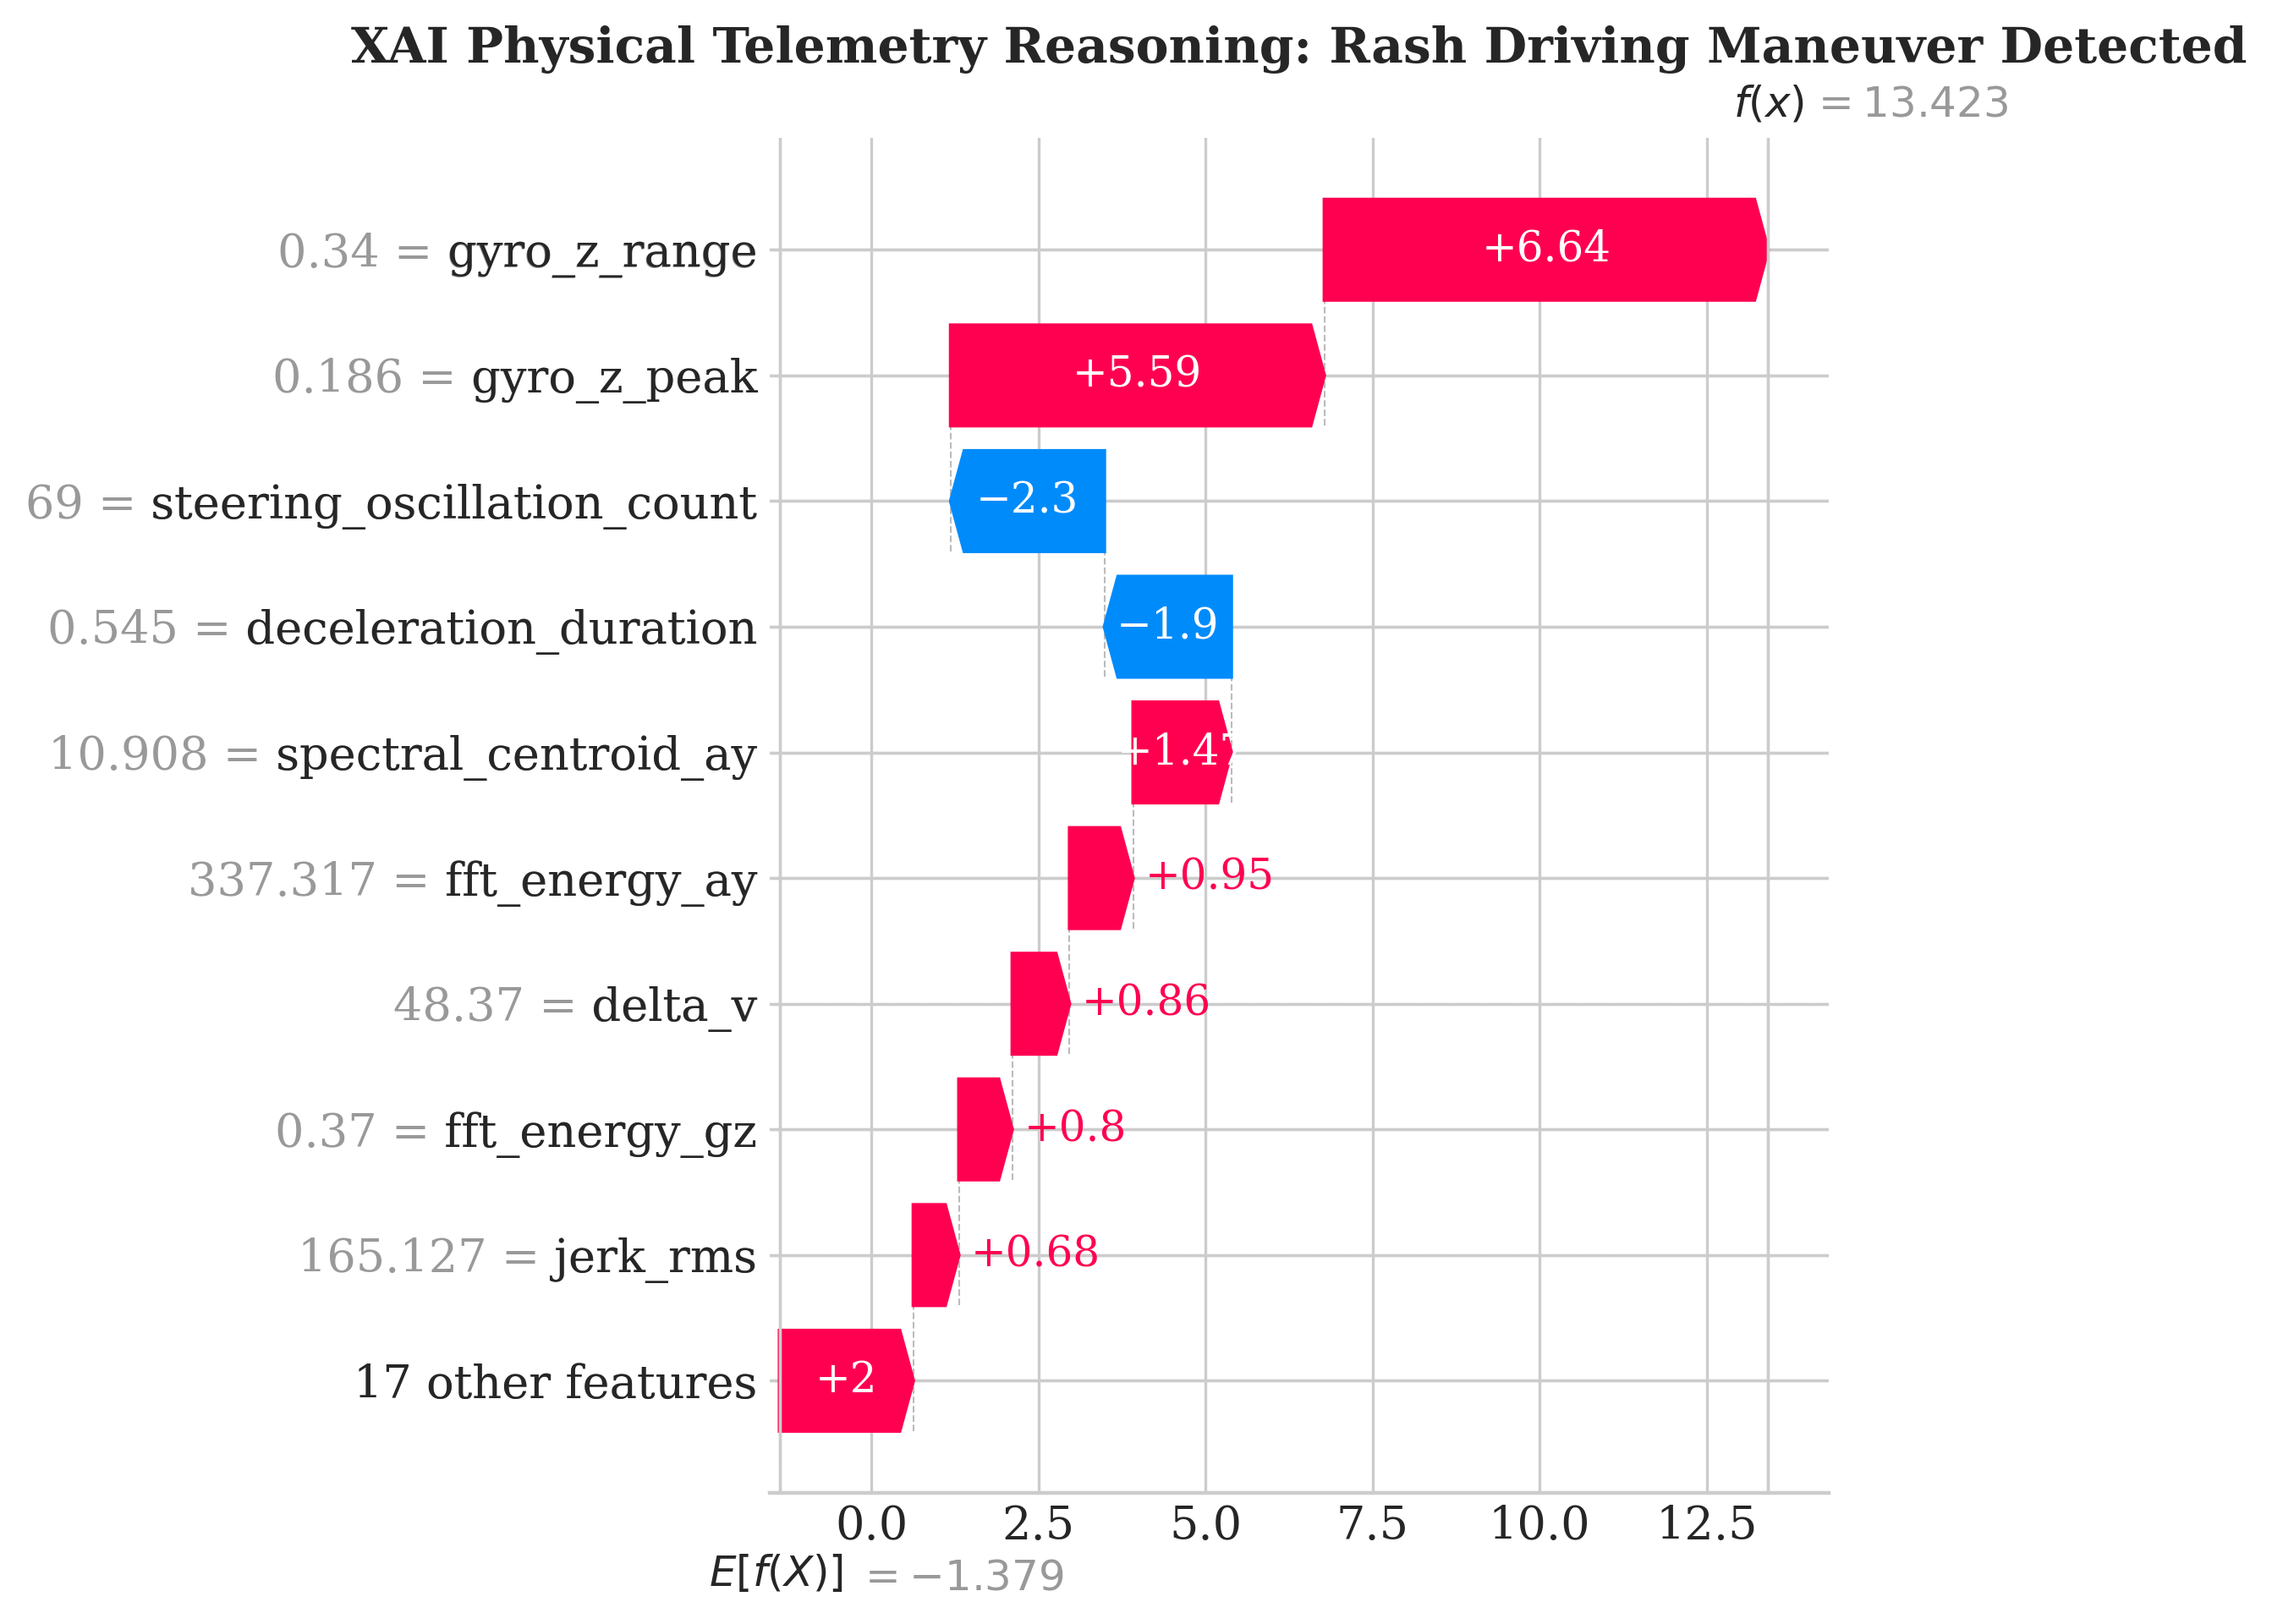 XAI Physical Telemetry Reasoning: Rash Driving Maneuver Detected
f(x) = 13.423
0.34 = gyro_z_range
+6.64
0.186 = gyro_z_peak
+5.59
69 = steering_oscillation_count
−2.3
0.545 = deceleration_duration
−1.9
10.908 = spectral_centroid_ay
+1.47
337.317 = fft_energy_ay
+0.95
48.37 = delta_v
+0.86
0.37 = fft_energy_gz
+0.8
165.127 = jerk_rms
+0.68
17 other features
+2
0.0 2.5 5.0 7.5 10.0 12.5
E[f(X)] = −1.379